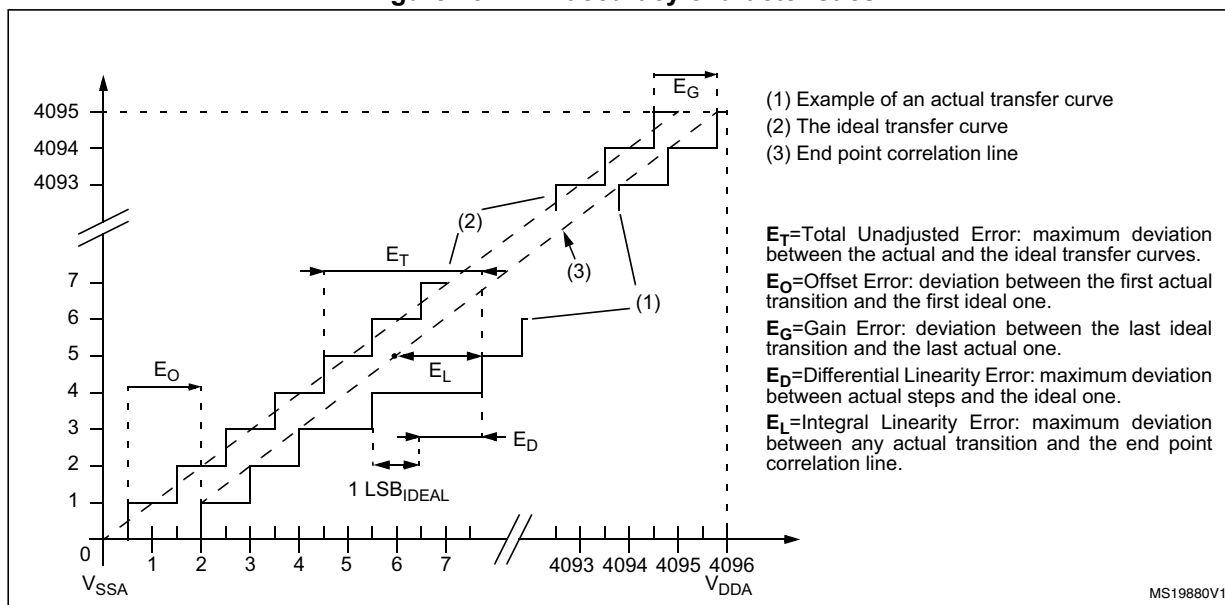 E_G
4095
4094
4093
(1) Example of an actual transfer curve
(2) The ideal transfer curve
(3) End point correlation line
(2)
E_T
(3)
(1)
7
6
5
4
3
2
1
0
E_O
E_L
E_D
1 LSB_IDEAL
E_T=Total Unadjusted Error: maximum deviation
between the actual and the ideal transfer curves.
E_O=Offset Error: deviation between the first actual
transition and the first ideal one.
E_G=Gain Error: deviation between the last ideal
transition and the last actual one.
E_D=Differential Linearity Error: maximum deviation
between actual steps and the ideal one.
E_L=Integral Linearity Error: maximum deviation
between any actual transition and the end point
correlation line.
1 2 3 4 5 6 7 4093 4094 4095 4096
V_SSA
V_DDA
MS19880V1